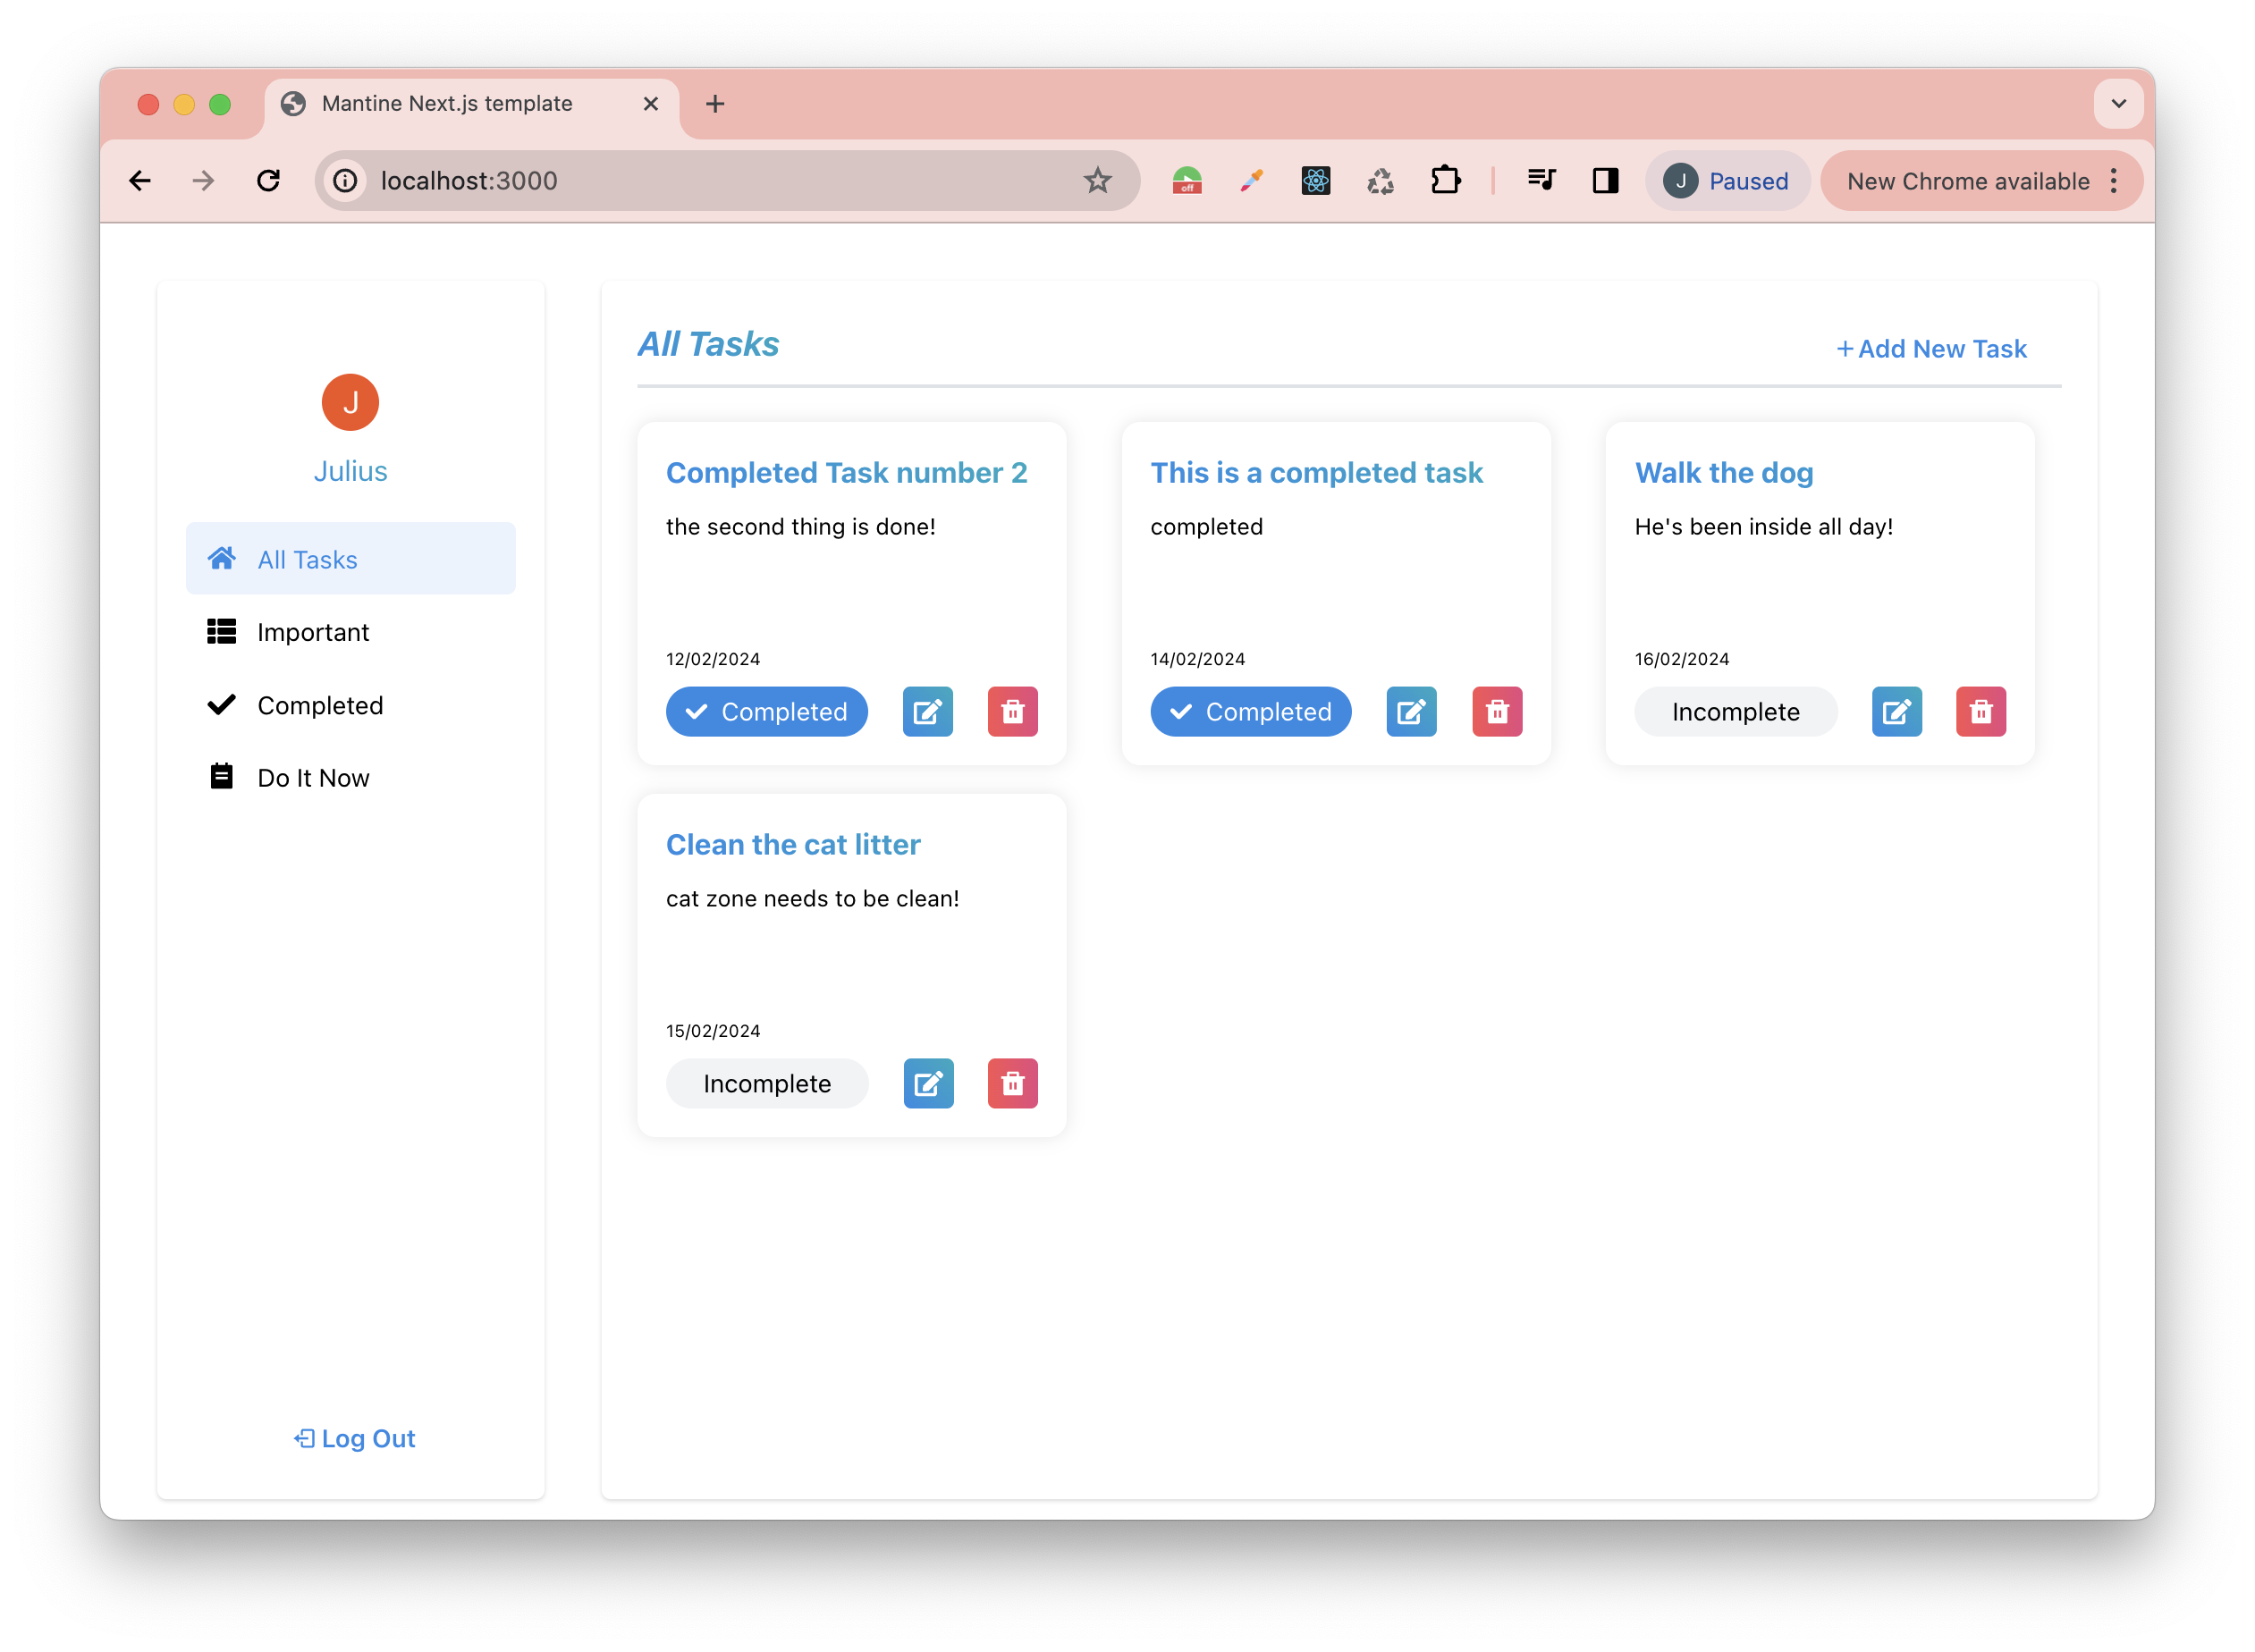 Mantine Next.js template
localhost:3000
off
J
Paused
New Chrome available
J
Julius
All Tasks
Important
Completed
Do It Now
Log Out
All Tasks
+ Add New Task
Completed Task number 2
the second thing is done!
12/02/2024
Completed
This is a completed task
completed
14/02/2024
Completed
Walk the dog
He's been inside all day!
16/02/2024
Incomplete
Clean the cat litter
cat zone needs to be clean!
15/02/2024
Incomplete